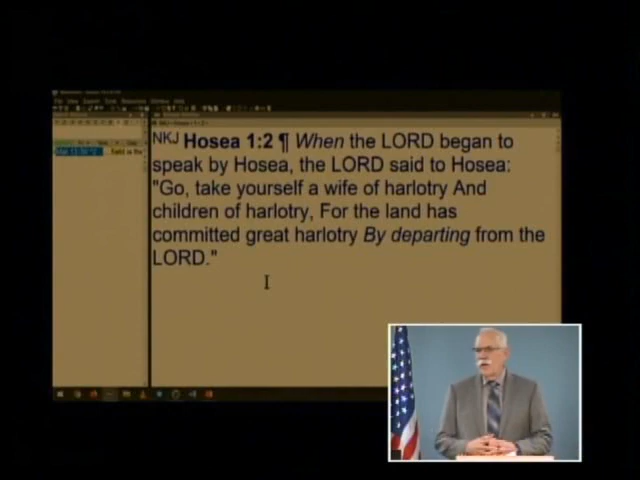 NKJ Hosea 1:2 ¶ When the LORD began to
speak by Hosea, the LORD said to Hosea:
"Go, take yourself a wife of harlotry And
children of harlotry, For the land has
committed great harlotry By departing from the
LORD."